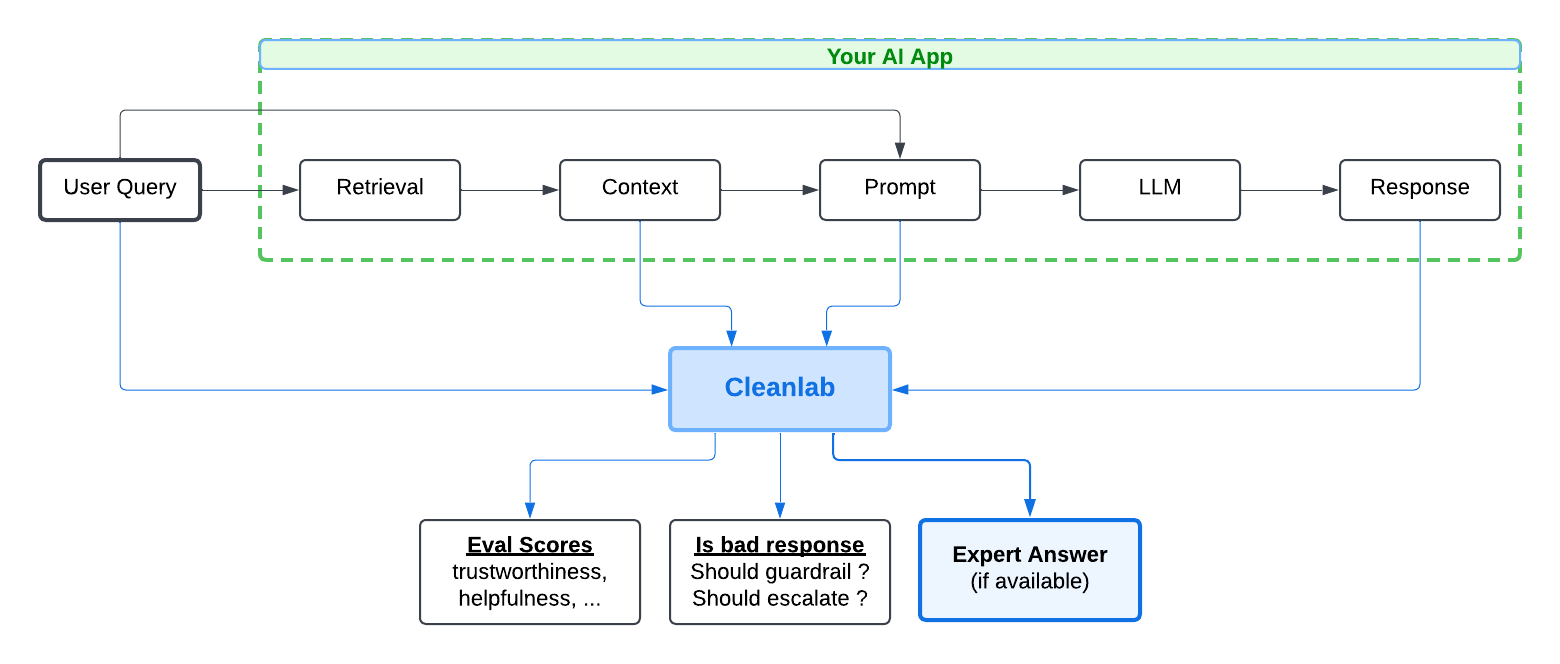 Your AI App
User Query
Retrieval
Context
Prompt
LLM
Response
Cleanlab
Eval Scores
trustworthiness,
helpfulness, ...
Is bad response
Should guardrail ?
Should escalate ?
Expert Answer
(if available)